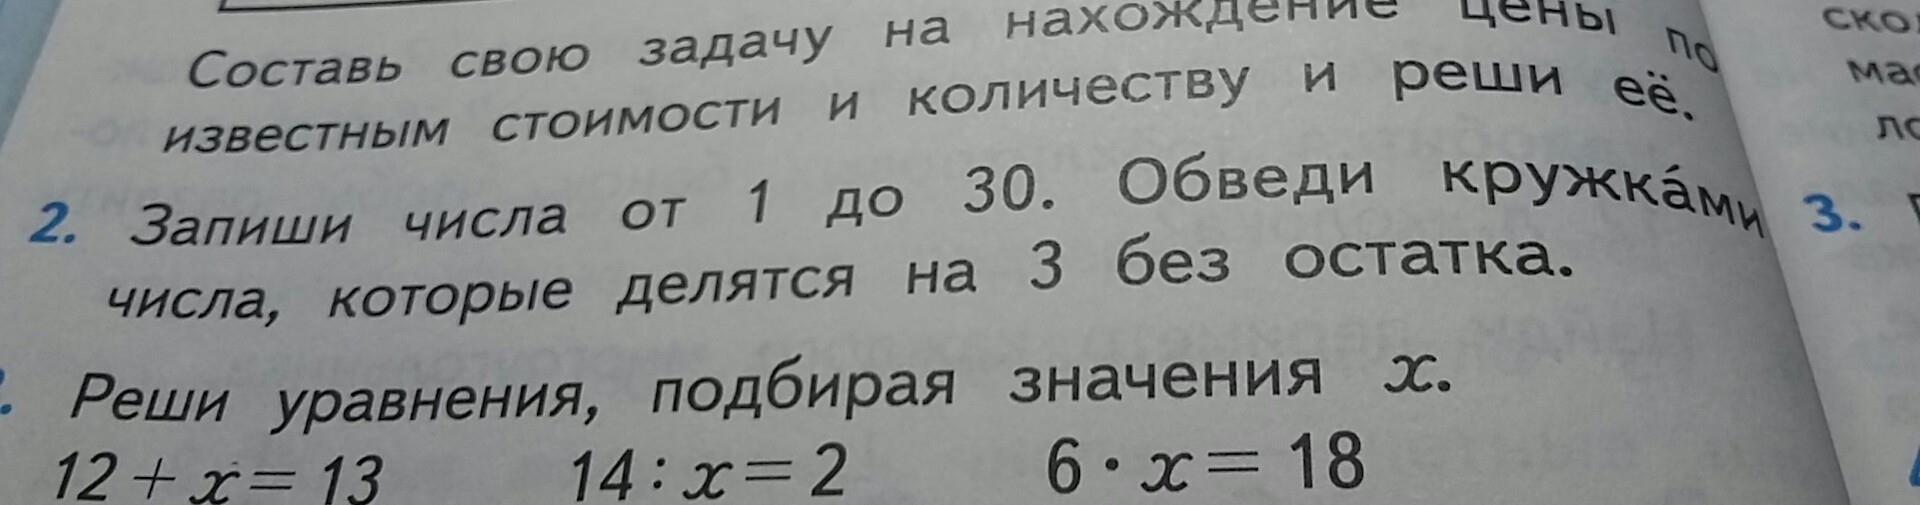 Составь свою задачу на нахождение цены по
известным стоимости и количеству и реши её.
2. Запиши числа от 1 до 30. Обведи кружка́ми
числа, которые делятся на 3 без остатка.
Реши уравнения, подбирая значения x.
12 + x = 13 14 : x = 2 6 · x = 18
3.